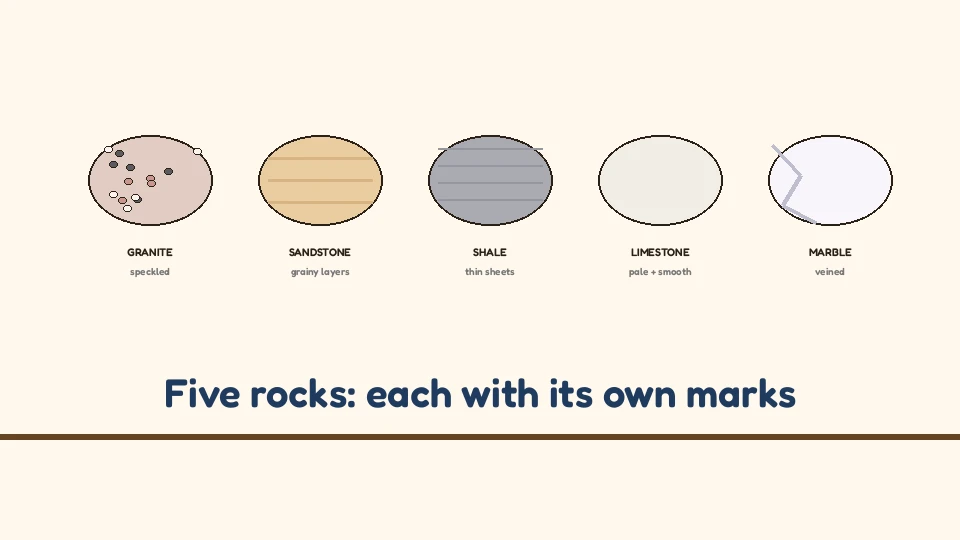 GRANITE
speckled
SANDSTONE
grainy layers
SHALE
thin sheets
LIMESTONE
pale + smooth
MARBLE
veined
Five rocks: each with its own marks